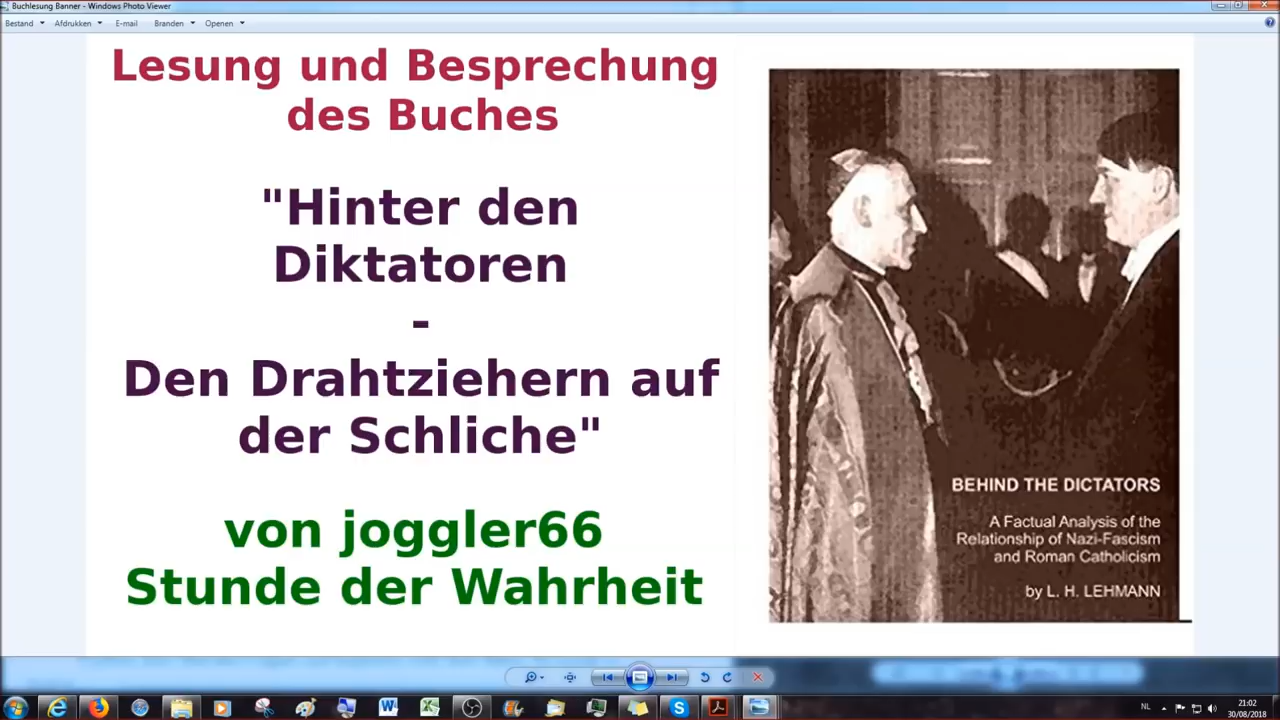 Buchlesung Banner - Windows Photo Viewer
Bestand Afdrukken E-mail Branden Openen
Lesung und Besprechung
des Buches
"Hinter den
Diktatoren
-
Den Drahtziehern auf
der Schliche"
von joggler66
Stunde der Wahrheit
BEHIND THE DICTATORS
A Factual Analysis of the
Relationship of Nazi-Fascism
and Roman Catholicism
by L. H. LEHMANN
NL
21:02
30/08/2018